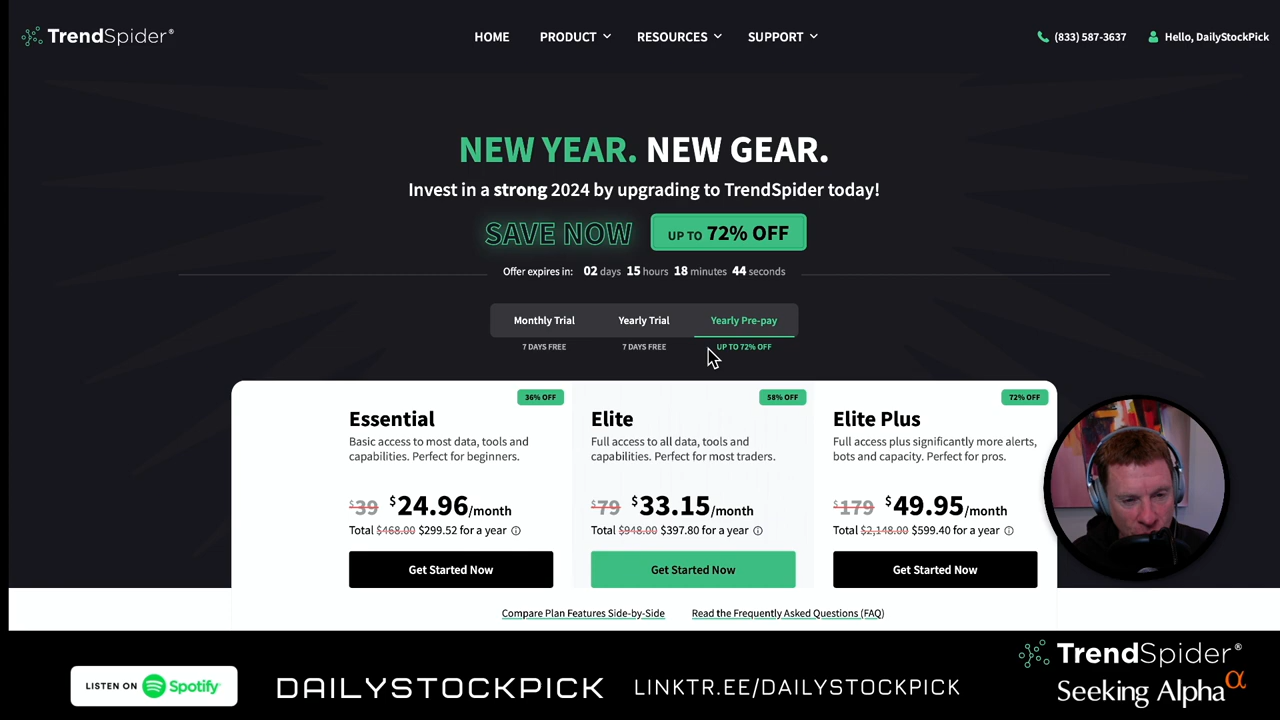 TrendSpider®
HOME PRODUCT RESOURCES SUPPORT
(833) 587-3637 Hello, DailyStockPick
NEW YEAR. NEW GEAR.
Invest in a strong 2024 by upgrading to TrendSpider today!
SAVE NOW UP TO 72% OFF
Offer expires in: 02 days 15 hours 18 minutes 44 seconds
Monthly Trial Yearly Trial Yearly Pre-pay
7 DAYS FREE 7 DAYS FREE UP TO 72% OFF
36% OFF
Essential
Basic access to most data, tools and
capabilities. Perfect for beginners.
$39 $24.96/month
Total $468.00 $299.52 for a year
Get Started Now
58% OFF
Elite
Full access to all data, tools and
capabilities. Perfect for most traders.
$79 $33.15/month
Total $948.00 $397.80 for a year
Get Started Now
72% OFF
Elite Plus
Full access plus significantly more alerts,
bots and capacity. Perfect for pros.
$179 $49.95/month
Total $2,148.00 $599.40 for a year
Get Started Now
Compare Plan Features Side-by-Side Read the Frequently Asked Questions (FAQ)
LISTEN ON Spotify
DAILYSTOCKPICK
LINKTR.EE/DAILYSTOCKPICK
TrendSpider®
Seeking Alpha α